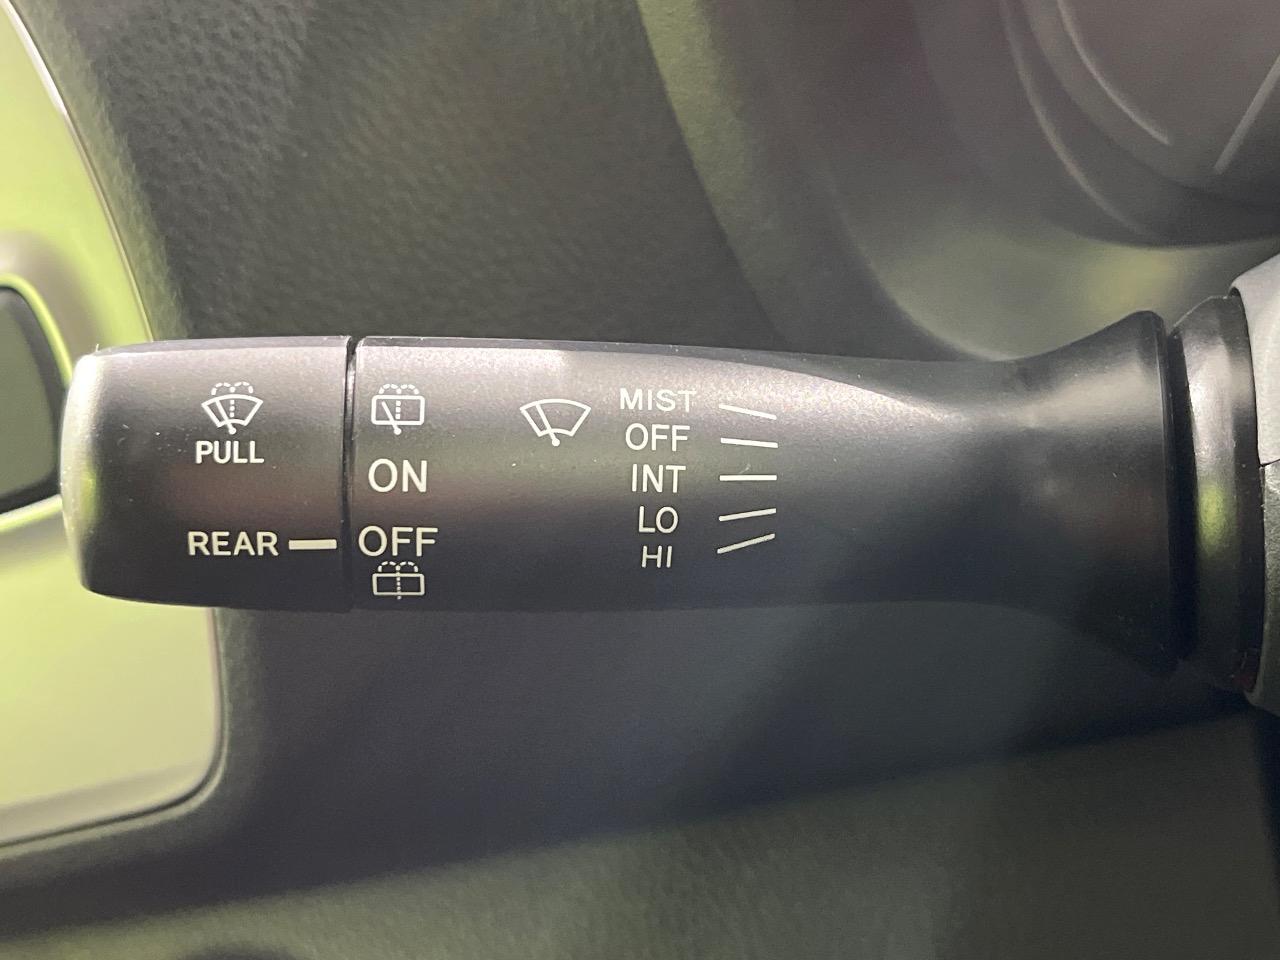 PULL
REAR
ON
OFF
MIST
OFF
INT
LO
HI